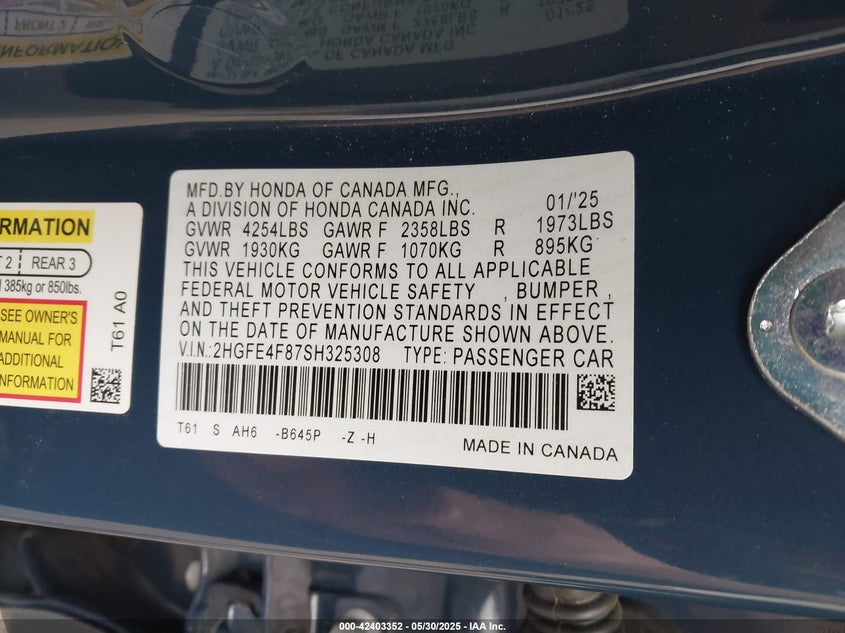 MFD.BY HONDA OF CANADA MFG.,
A DIVISION OF HONDA CANADA INC. 01/'25
GVWR 4254LBS GAWR F 2358LBS R 1973LBS
GVWR 1930KG GAWR F 1070KG R 895KG
THIS VEHICLE CONFORMS TO ALL APPLICABLE
FEDERAL MOTOR VEHICLE SAFETY , BUMPER ,
AND THEFT PREVENTION STANDARDS IN EFFECT
ON THE DATE OF MANUFACTURE SHOWN ABOVE.
V.I.N.:2HGFE4F87SH325308 TYPE: PASSENGER CAR
T61 S AH6 -B645P -Z -H
MADE IN CANADA
RMATION
T 2 REAR 3
385kg or 850lbs.
SEE OWNER'S
MANUAL FOR
ADDITIONAL
NFORMATION
T61 A0
000-42403352 - 05/30/2025 - IAA Inc.